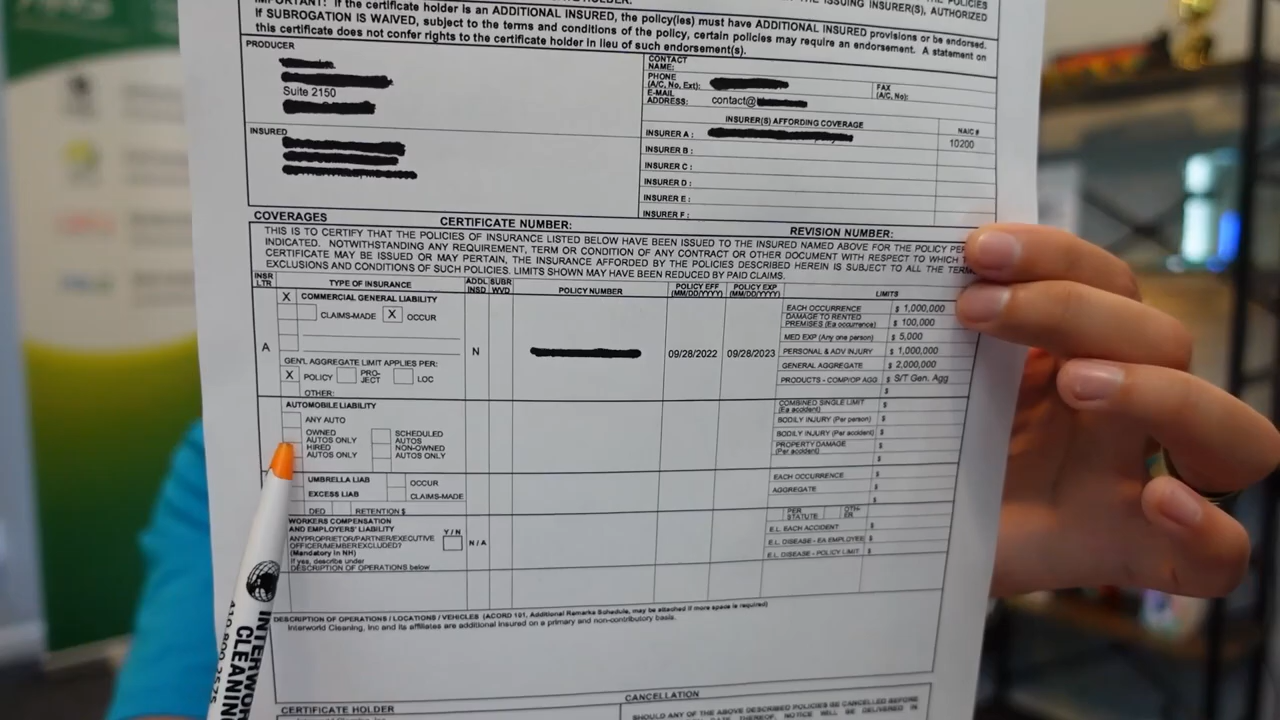 IMPORTANT: If the certificate holder is an ADDITIONAL INSURED, the policy(ies) must have ADDITIONAL INSURED provisions or be endorsed.
If SUBROGATION IS WAIVED, subject to the terms and conditions of the policy, certain policies may require an endorsement. A statement on
this certificate does not confer rights to the certificate holder in lieu of such endorsement(s).
PRODUCER
Suite 2150
CONTACT
NAME:
PHONE
(A/C, No, Ext):
FAX
(A/C, No):
E-MAIL
ADDRESS: contact@
INSURER(S) AFFORDING COVERAGE NAIC #
INSURER A : 10200
INSURED
INSURER B :
INSURER C :
INSURER D :
INSURER E :
INSURER F :
COVERAGES CERTIFICATE NUMBER: REVISION NUMBER:
THIS IS TO CERTIFY THAT THE POLICIES OF INSURANCE LISTED BELOW HAVE BEEN ISSUED TO THE INSURED NAMED ABOVE FOR THE POLICY PER
INDICATED. NOTWITHSTANDING ANY REQUIREMENT, TERM OR CONDITION OF ANY CONTRACT OR OTHER DOCUMENT WITH RESPECT TO WHICH T
CERTIFICATE MAY BE ISSUED OR MAY PERTAIN, THE INSURANCE AFFORDED BY THE POLICIES DESCRIBED HEREIN IS SUBJECT TO ALL THE TERM
EXCLUSIONS AND CONDITIONS OF SUCH POLICIES. LIMITS SHOWN MAY HAVE BEEN REDUCED BY PAID CLAIMS.
INSR
LTR TYPE OF INSURANCE ADDL
INSD SUBR
WVD POLICY NUMBER POLICY EFF
(MM/DD/YYYY) POLICY EXP
(MM/DD/YYYY) LIMITS
X COMMERCIAL GENERAL LIABILITY
CLAIMS-MADE X OCCUR
A N 09/28/2022 09/28/2023
GEN'L AGGREGATE LIMIT APPLIES PER:
X POLICY PRO-
JECT LOC
OTHER:
EACH OCCURRENCE $ 1,000,000
DAMAGE TO RENTED
PREMISES (Ea occurrence) $ 100,000
MED EXP (Any one person) $ 5,000
PERSONAL & ADV INJURY $ 1,000,000
GENERAL AGGREGATE $ 2,000,000
PRODUCTS - COMP/OP AGG $ S/T Gen. Agg
$
AUTOMOBILE LIABILITY
ANY AUTO
OWNED
AUTOS ONLY
SCHEDULED
AUTOS
HIRED
AUTOS ONLY
NON-OWNED
AUTOS ONLY
COMBINED SINGLE LIMIT
(Ea accident) $
BODILY INJURY (Per person) $
BODILY INJURY (Per accident) $
PROPERTY DAMAGE
(Per accident) $
$
UMBRELLA LIAB OCCUR
EXCESS LIAB CLAIMS-MADE
DED RETENTION $
EACH OCCURRENCE $
AGGREGATE $
$
WORKERS COMPENSATION
AND EMPLOYERS' LIABILITY Y / N
ANYPROPRIETOR/PARTNER/EXECUTIVE
OFFICER/MEMBER EXCLUDED? N / A
(Mandatory in NH)
If yes, describe under
DESCRIPTION OF OPERATIONS below
PER
STATUTE OTH-
ER
E.L. EACH ACCIDENT $
E.L. DISEASE - EA EMPLOYEE $
E.L. DISEASE - POLICY LIMIT $
DESCRIPTION OF OPERATIONS / LOCATIONS / VEHICLES (ACORD 101, Additional Remarks Schedule, may be attached if more space is required)
Interworld Cleaning, Inc and its affiliates are additional insured on a primary and non-contributory basis.
CERTIFICATE HOLDER CANCELLATION
SHOULD ANY OF THE ABOVE DESCRIBED POLICIES BE CANCELLED BEFORE
INTERWOR
CLEANING